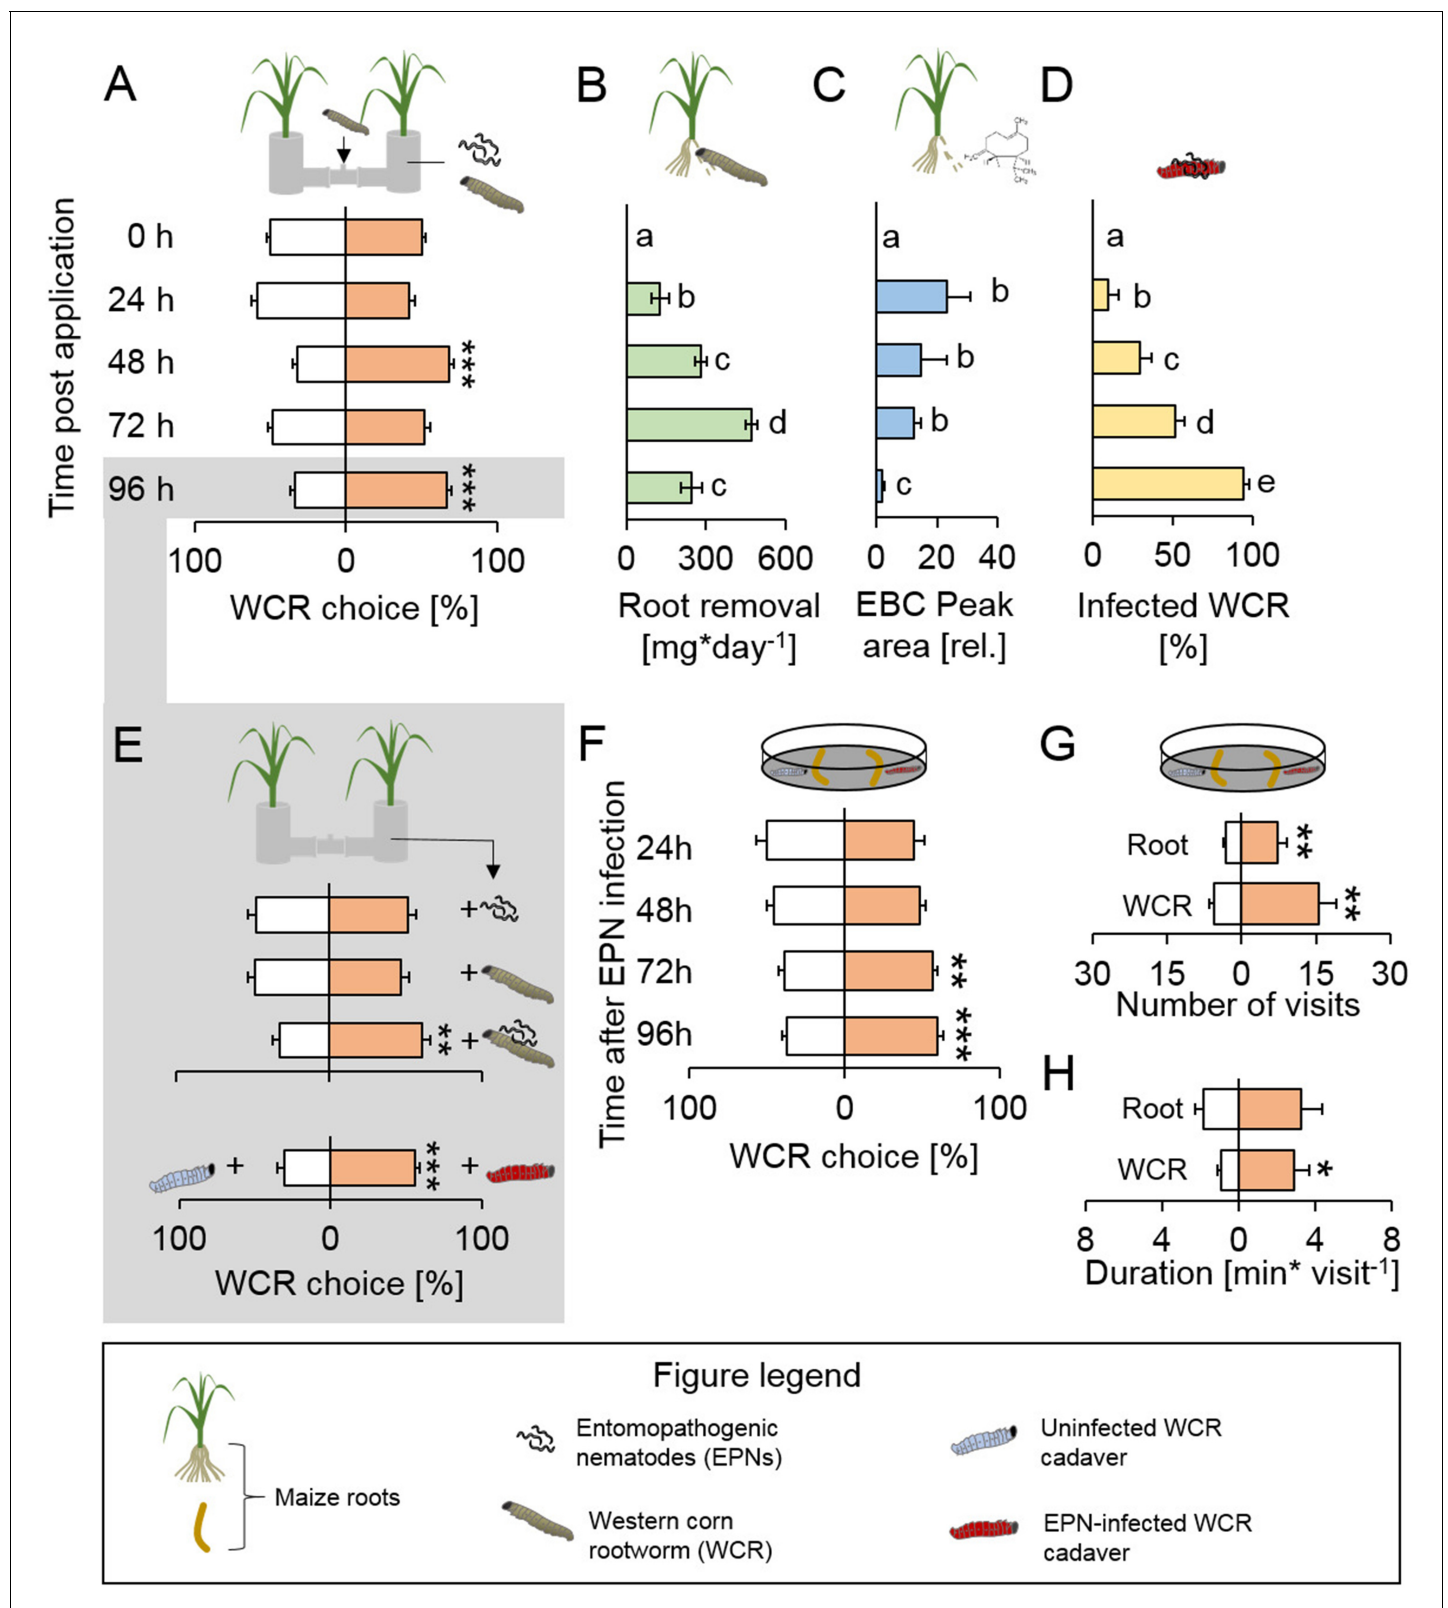 A
B
C
D
CH₃
H₂C
H
H
CH₃
CH₃
Time post application
0 h
24 h
48 h
72 h
96 h
***
***
a
b
c
d
c
a
b
b
b
c
a
b
c
d
e
100 0 100
WCR choice [%]
0 300 600
Root removal
[mg*day⁻¹]
0 20 40
EBC Peak
area [rel.]
0 50 100
Infected WCR
[%]
E
+
+
** +
+ *** +
100 0 100
WCR choice [%]
F
Time after EPN infection
24h
48h
72h **
96h ***
100 0 100
WCR choice [%]
G
Root **
WCR **
30 15 0 15 30
Number of visits
H
Root
WCR *
8 4 0 4 8
Duration [min* visit⁻¹]
Figure legend
Maize roots
Entomopathogenic
nematodes (EPNs)
Western corn
rootworm (WCR)
Uninfected WCR
cadaver
EPN-infected WCR
cadaver